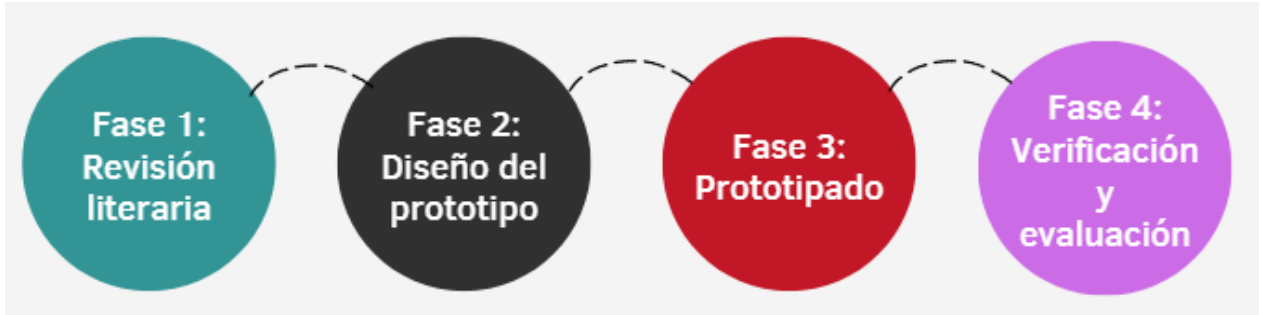 Fase 1:
Revisión
literaria
Fase 2:
Diseño del
prototipo
Fase 3:
Prototipado
Fase 4:
Verificación
y
evaluación